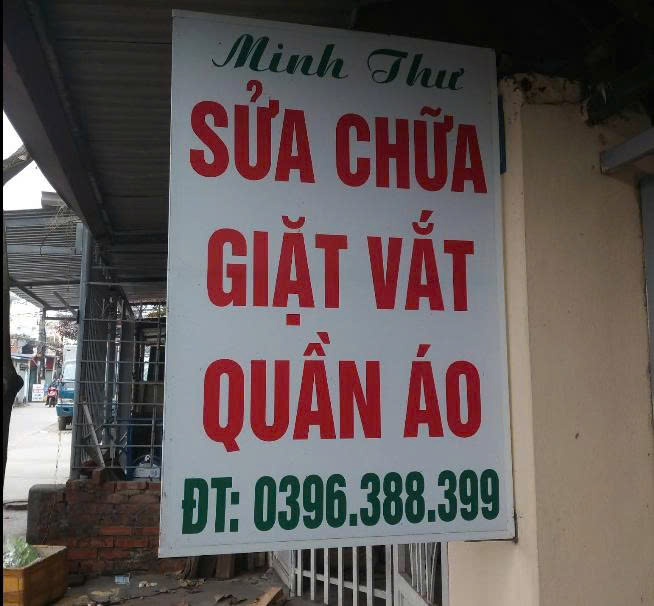 Minh Thư
SỬA CHỮA
GIẶT VẮT
QUẦN ÁO
ĐT: 0396.388.399